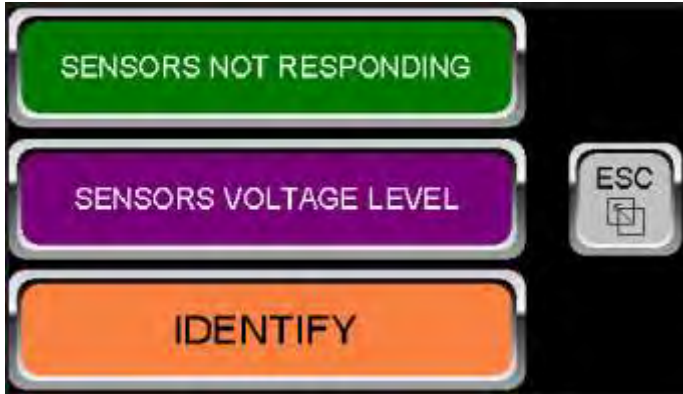 SENSORS NOT RESPONDING
SENSORS VOLTAGE LEVEL
ESC
IDENTIFY